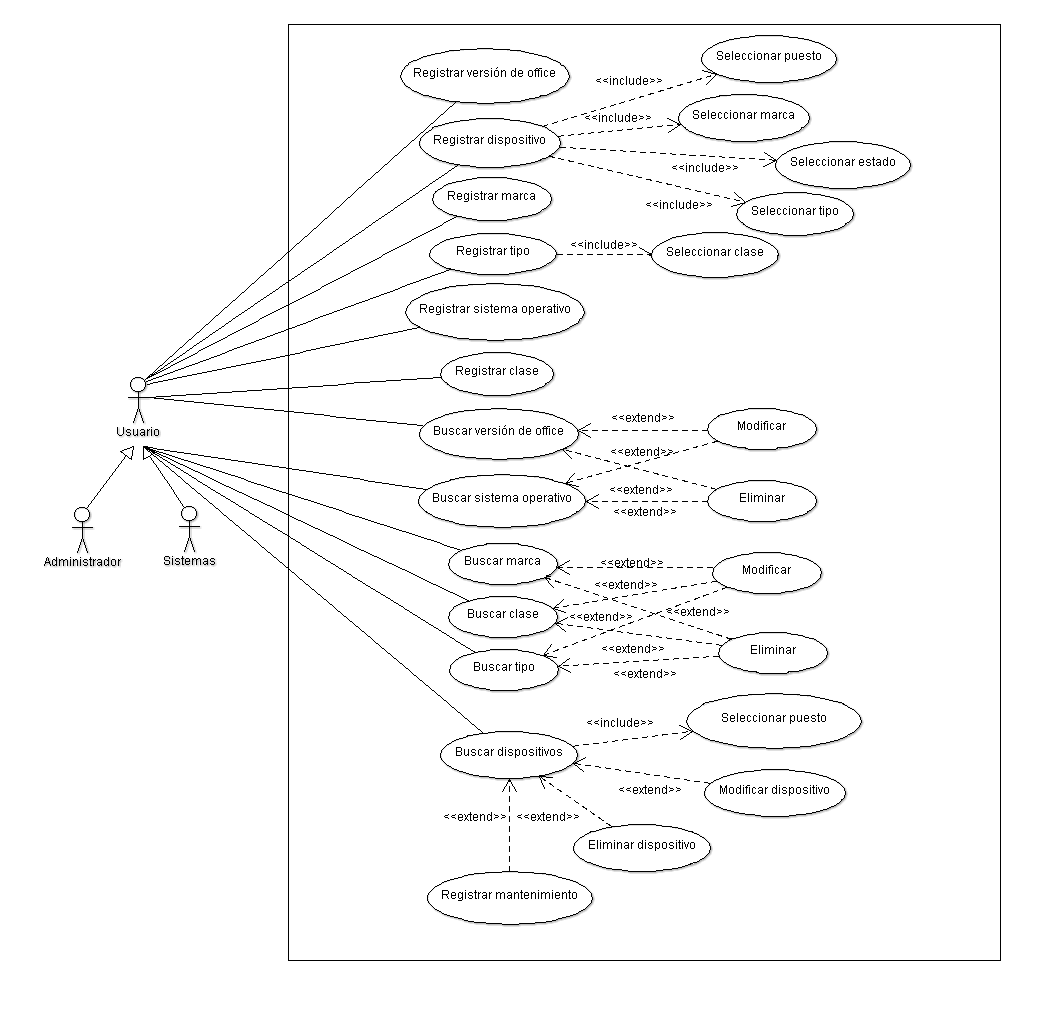 Registrar versión de office
Seleccionar puesto
<<include>>
Seleccionar marca
<<include>>
Registrar dispositivo
Seleccionar estado
<<include>>
Registrar marca
<<include>>
Seleccionar tipo
Registrar tipo
<<include>>
Seleccionar clase
Registrar sistema operativo
Registrar clase
Usuario
Buscar versión de office
<<extend>>
Modificar
<<extend>>
Buscar sistema operativo
<<extend>>
Eliminar
<<extend>>
Administrador
Sistemas
Buscar marca
<<extend>>
Modificar
<<extend>>
Buscar clase
<<extend>>
<<extend>>
<<extend>>
Eliminar
Buscar tipo
<<extend>>
<<include>>
Seleccionar puesto
Buscar dispositivos
<<extend>>
Modificar dispositivo
<<extend>>
<<extend>>
Eliminar dispositivo
Registrar mantenimiento